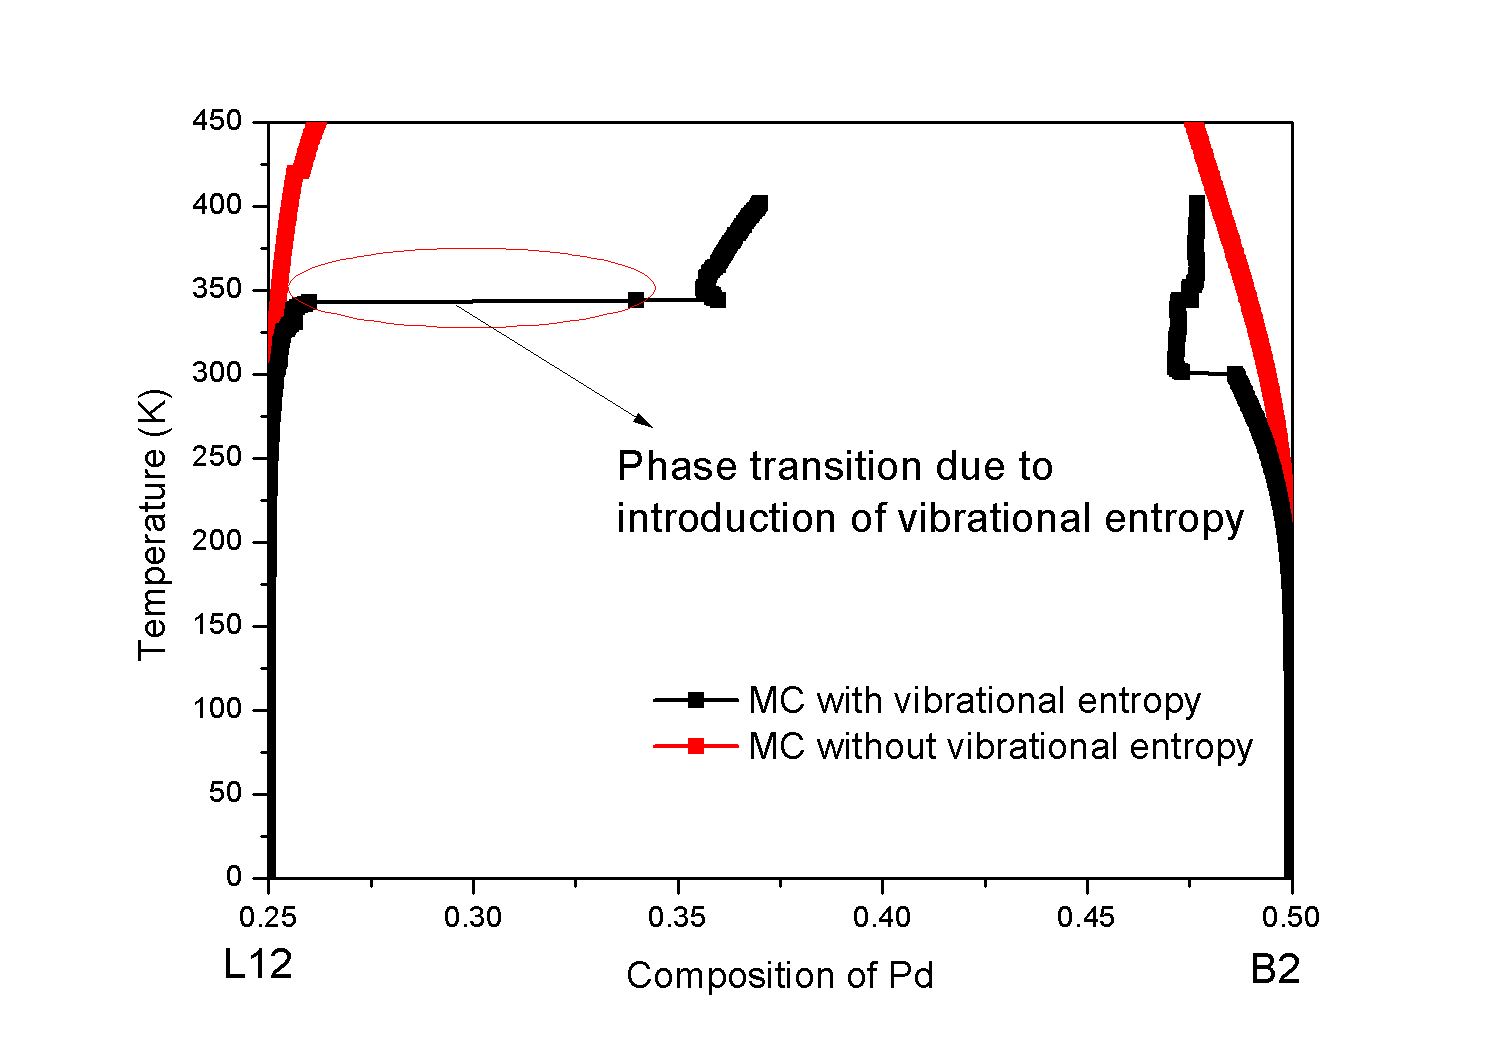 450
400
350
300
250
200
150
100
50
0
Temperature (K)
Phase transition due to
introduction of vibrational entropy
MC with vibrational entropy
MC without vibrational entropy
0.25 0.30 0.35 0.40 0.45 0.50
L12 B2
Composition of Pd